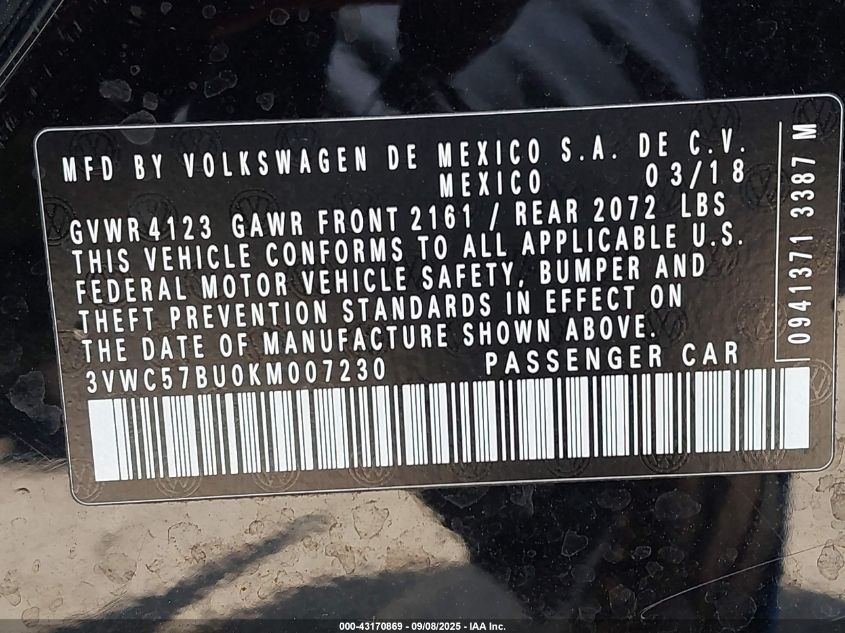 MFD BY VOLKSWAGEN DE MEXICO S.A. DE C.V.
MEXICO 03/18
GVWR 4123 GAWR FRONT 2161 / REAR 2072 LBS
THIS VEHICLE CONFORMS TO ALL APPLICABLE U.S.
FEDERAL MOTOR VEHICLE SAFETY, BUMPER AND
THEFT PREVENTION STANDARDS IN EFFECT ON
THE DATE OF MANUFACTURE SHOWN ABOVE.
3VWC57BU0KM007230 PASSENGER CAR
0941371 3387 M
000-43170869 - 09/08/2025 - IAA Inc.